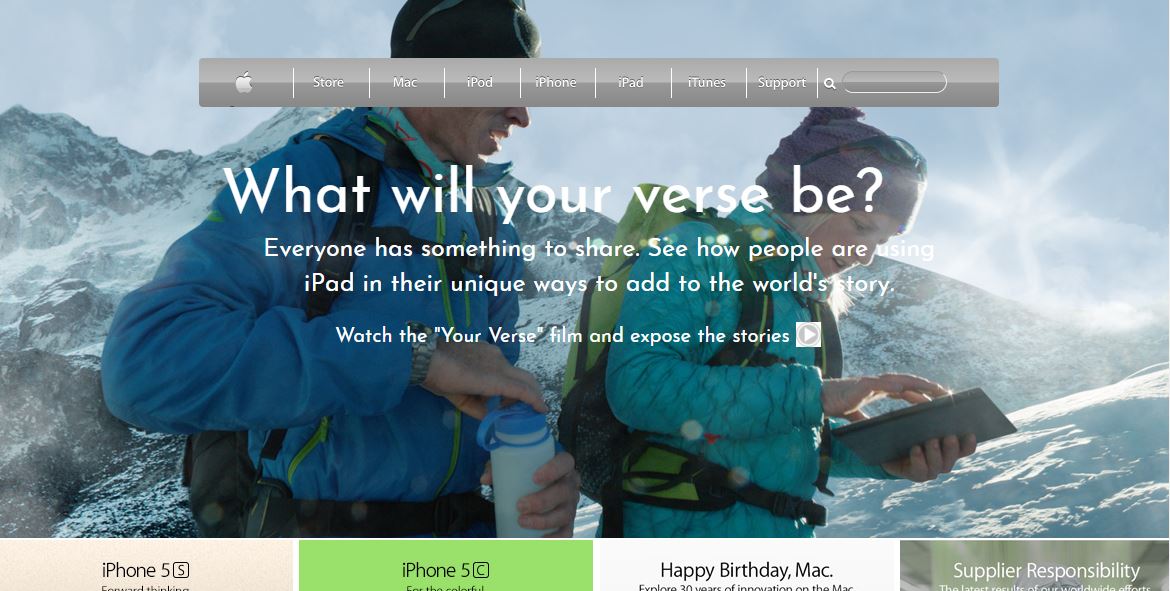 Store Mac iPod iPhone iPad iTunes Support
What will your verse be?
Everyone has something to share. See how people are using
iPad in their unique ways to add to the world's story.
Watch the "Your Verse" film and expose the stories
iPhone 5S
Forward thinking
iPhone 5C
For the colorful
Happy Birthday, Mac.
Explore 30 years of innovation on the Mac
Supplier Responsibility
The latest results of our worldwide efforts